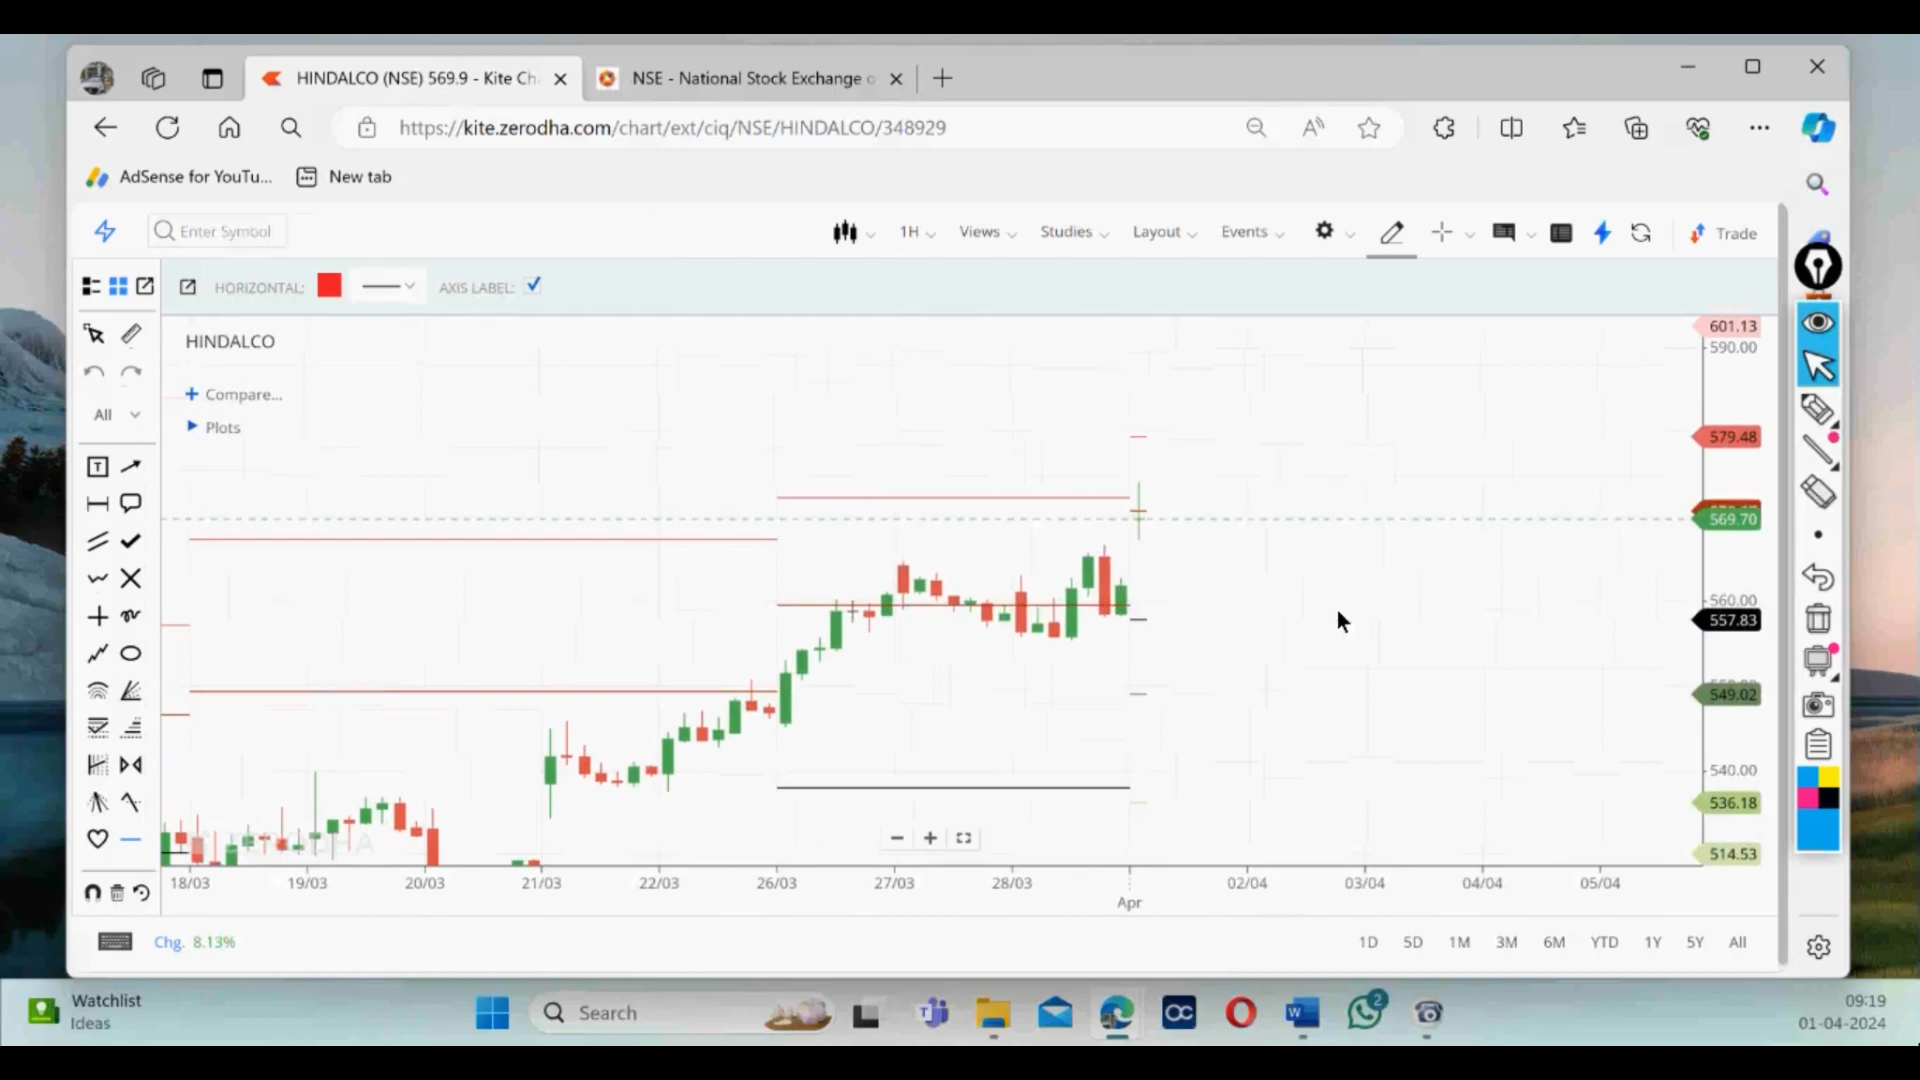 HINDALCO (NSE) 569.9 - Kite Ch
NSE - National Stock Exchange o
https://kite.zerodha.com/chart/ext/ciq/NSE/HINDALCO/348929
AdSense for YouTu...
New tab
Enter Symbol
1H
Views
Studies
Layout
Events
Trade
HORIZONTAL:
AXIS LABEL:
HINDALCO
Compare...
Plots
All
601.13
590.00
579.48
569.70
560.00
557.83
549.02
540.00
536.18
514.53
ZERODHA
18/03
19/03
20/03
21/03
22/03
26/03
27/03
28/03
Apr
02/04
03/04
04/04
05/04
Chg. 8.13%
1D
5D
1M
3M
6M
YTD
1Y
5Y
All
Watchlist
Ideas
Search
2
09:19
01-04-2024